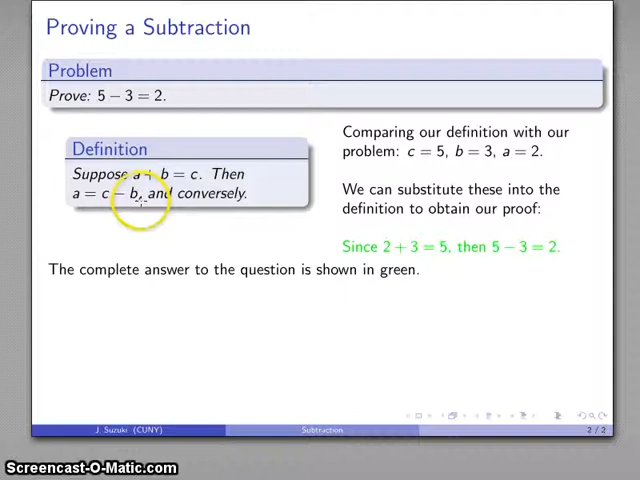 Proving a Subtraction
Problem
Prove: 5 − 3 = 2.
Definition
Suppose a + b = c. Then
a = c − b, and conversely.
Comparing our definition with our
problem: c = 5, b = 3, a = 2.
We can substitute these into the
definition to obtain our proof:
Since 2 + 3 = 5, then 5 − 3 = 2.
The complete answer to the question is shown in green.
J. Suzuki (CUNY)
Subtraction
2 / 2
Screencast-O-Matic.com